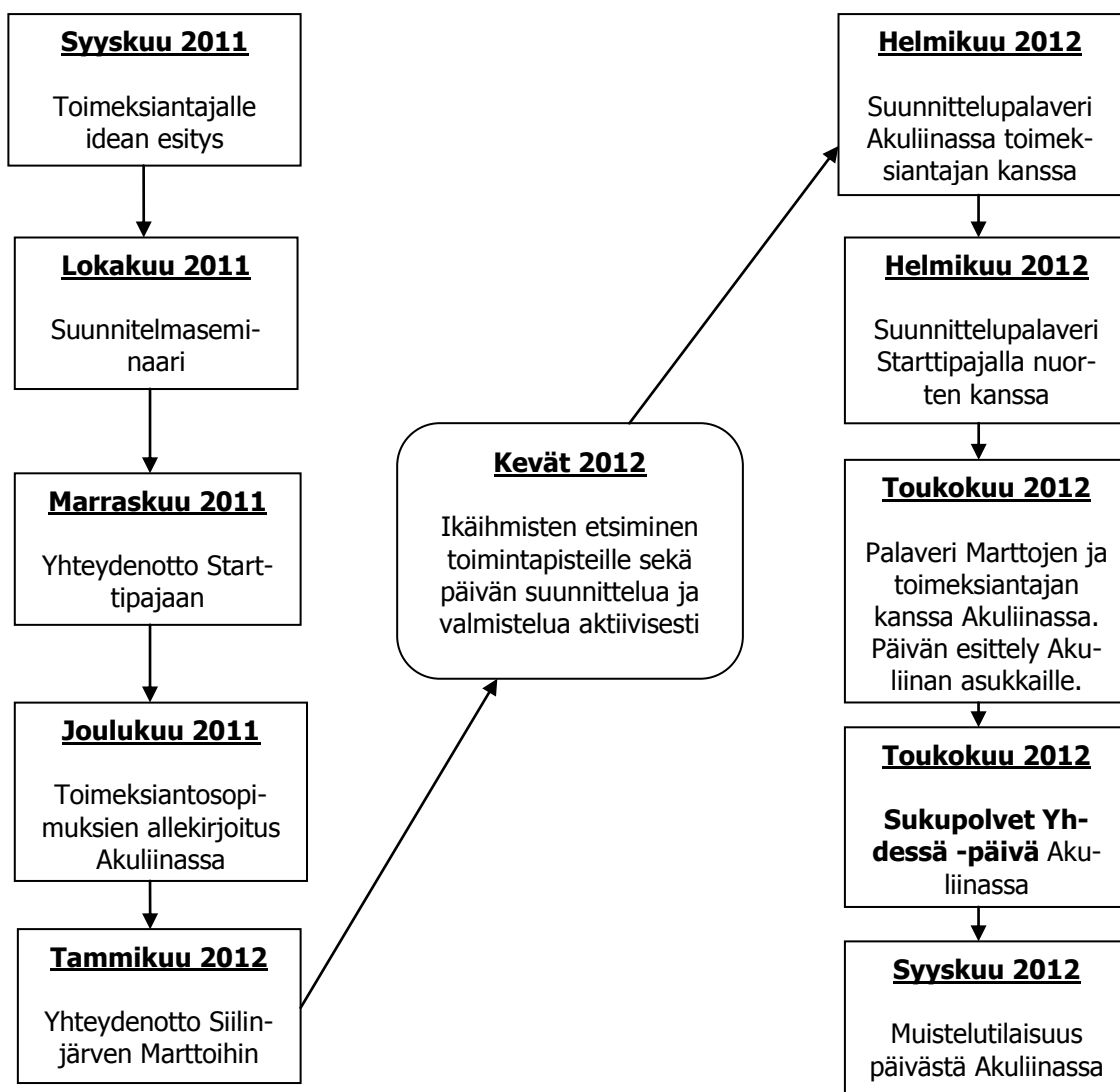 Syyskuu 2011
Toimeksiantajalle
idean esitys
Lokakuu 2011
Suunnitelmasemi-
naari
Marraskuu 2011
Yhteydenotto Start-
tipajaan
Joulukuu 2011
Toimeksiantosopi-
muksien allekirjoitus
Akuliinassa
Tammikuu 2012
Yhteydenotto Siilin-
järven Marttoihin
Kevät 2012
Ikäihmisten etsiminen
toimintapisteille sekä
päivän suunnittelua ja
valmistelua aktiivisesti
Helmikuu 2012
Suunnittelupalaveri
Akuliinassa toimek-
siantajan kanssa
Helmikuu 2012
Suunnittelupalaveri
Starttipajalla nuor-
ten kanssa
Toukokuu 2012
Palaveri Marttojen ja
toimeksiantajan
kanssa Akuliinassa.
Päivän esittely Aku-
liinan asukkaille.
Toukokuu 2012
Sukupolvet Yh-
dessä -päivä Aku-
liinassa
Syyskuu 2012
Muistelutilaisuus
päivästä Akuliinassa